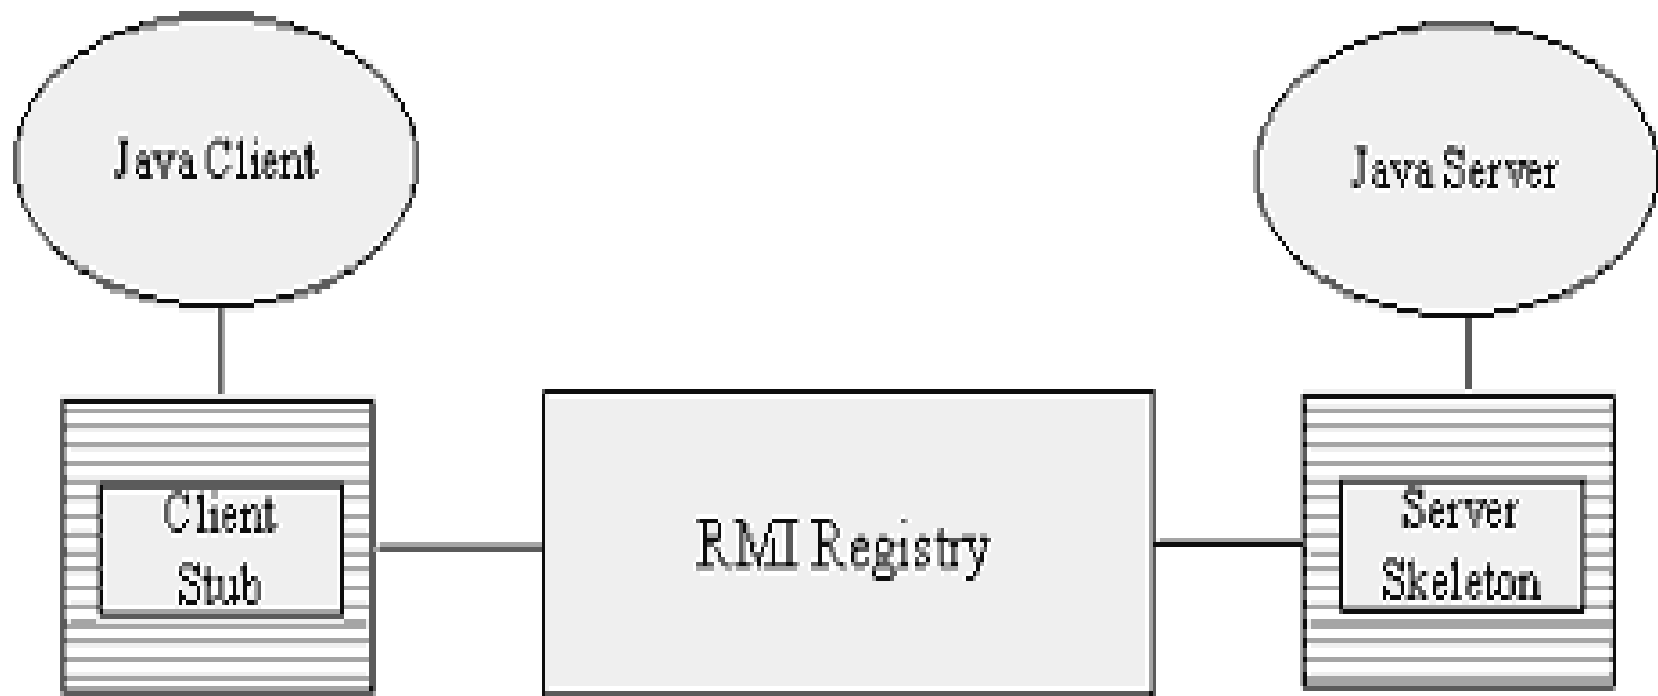 Java Client
Java Server
Client
Stub
RMI Registry
Server
Skeleton